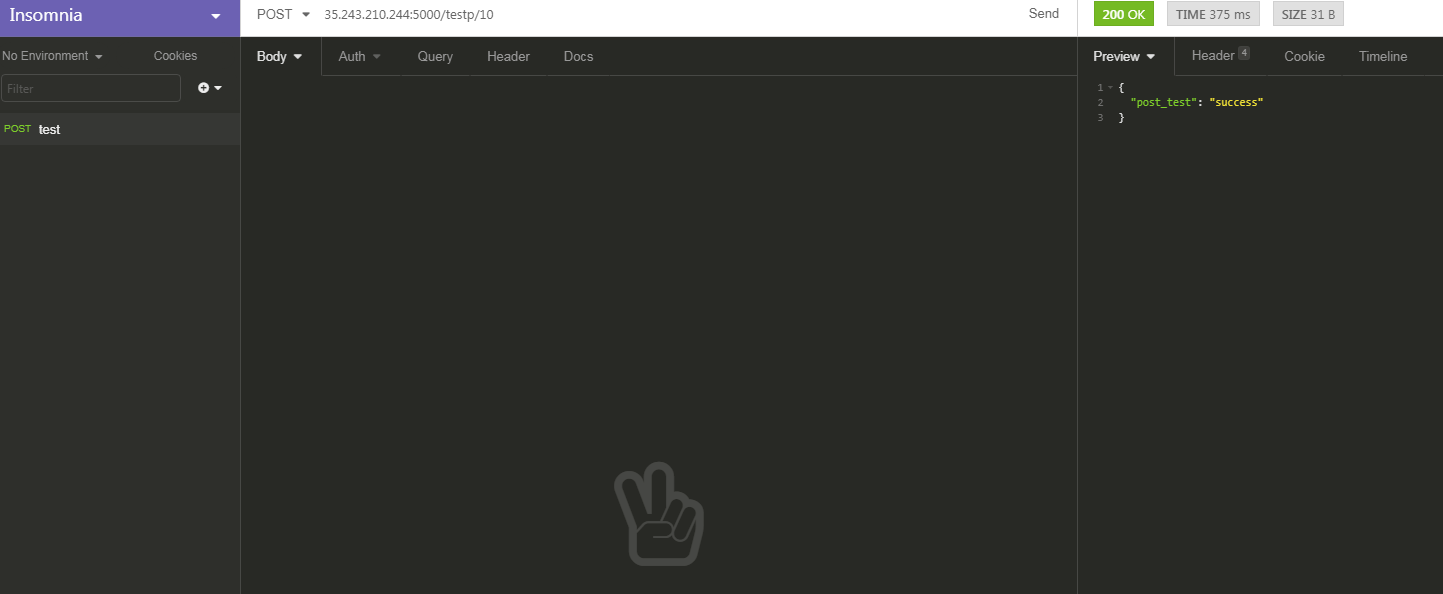 Insomnia
POST 35.243.210.244:5000/testp/10 Send
200 OK TIME 375 ms SIZE 31 B
No Environment Cookies
Body Auth Query Header Docs
Preview Header 4 Cookie Timeline
Filter
POST test
1 {
2 "post_test": "success"
3 }